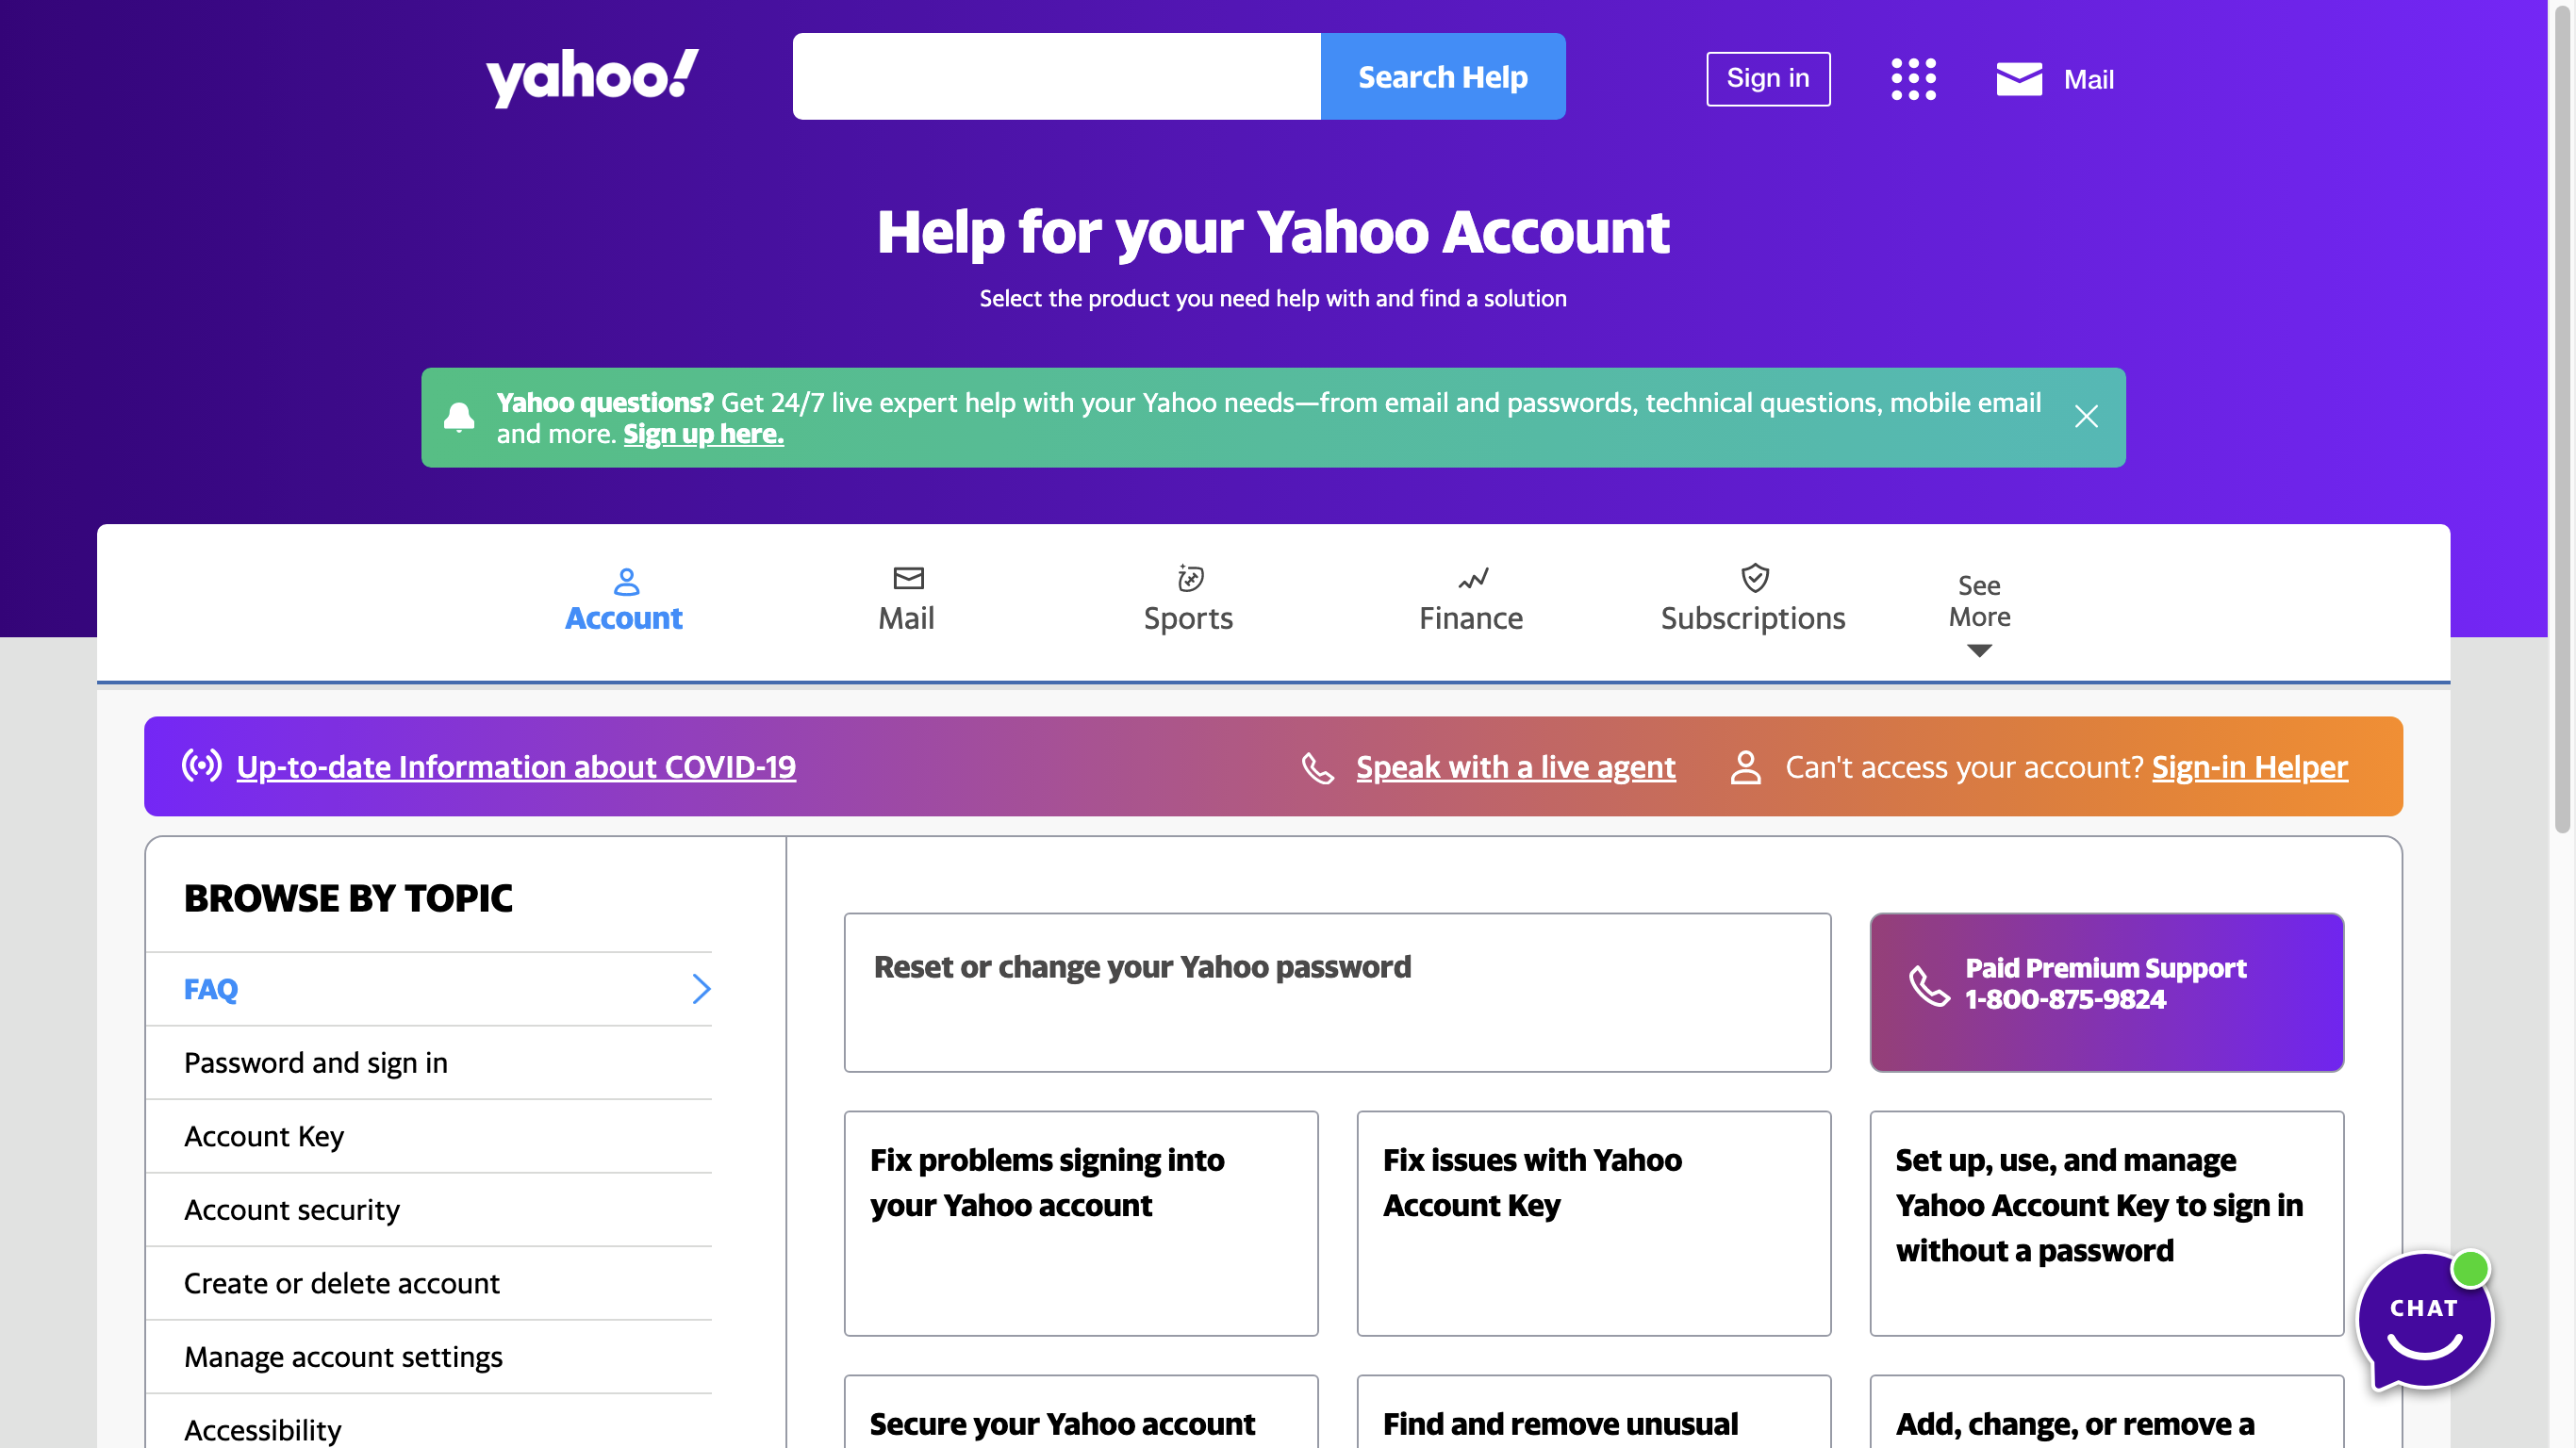 yahoo!
Search Help
Sign in
Mail
Help for your Yahoo Account
Select the product you need help with and find a solution
Yahoo questions? Get 24/7 live expert help with your Yahoo needs—from email and passwords, technical questions, mobile email
and more. Sign up here.
Account
Mail
Sports
Finance
Subscriptions
See
More
Up-to-date Information about COVID-19
Speak with a live agent
Can't access your account? Sign-in Helper
BROWSE BY TOPIC
FAQ
Password and sign in
Account Key
Account security
Create or delete account
Manage account settings
Accessibility
Reset or change your Yahoo password
Paid Premium Support
1-800-875-9824
Fix problems signing into
your Yahoo account
Fix issues with Yahoo
Account Key
Set up, use, and manage
Yahoo Account Key to sign in
without a password
Secure your Yahoo account
Find and remove unusual
Add, change, or remove a
CHAT